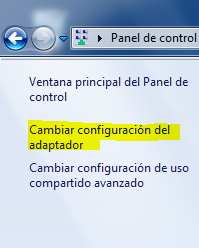 Panel de control
Ventana principal del Panel de
control
Cambiar configuración del
adaptador
Cambiar configuración de uso
compartido avanzado